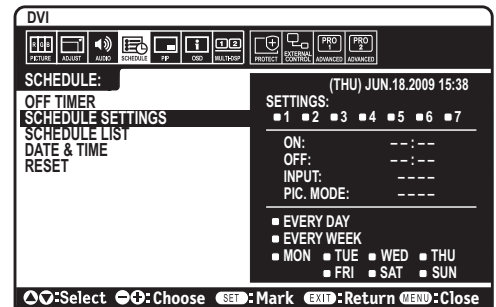 DVI
RGB
PICTURE ADJUST AUDIO SCHEDULE PIP OSD MULTI-DSP PROTECT EXTERNAL CONTROL PRO 1 ADVANCED PRO 2 ADVANCED
SCHEDULE:
OFF TIMER
SCHEDULE SETTINGS
SCHEDULE LIST
DATE & TIME
RESET
(THU) JUN.18.2009 15:38
SETTINGS:
1 2 3 4 5 6 7
ON: --:--
OFF: --:--
INPUT: ----
PIC. MODE: ----
EVERY DAY
EVERY WEEK
MON TUE WED THU
FRI SAT SUN
:Select :Choose SET:Mark EXIT:Return MENU:Close